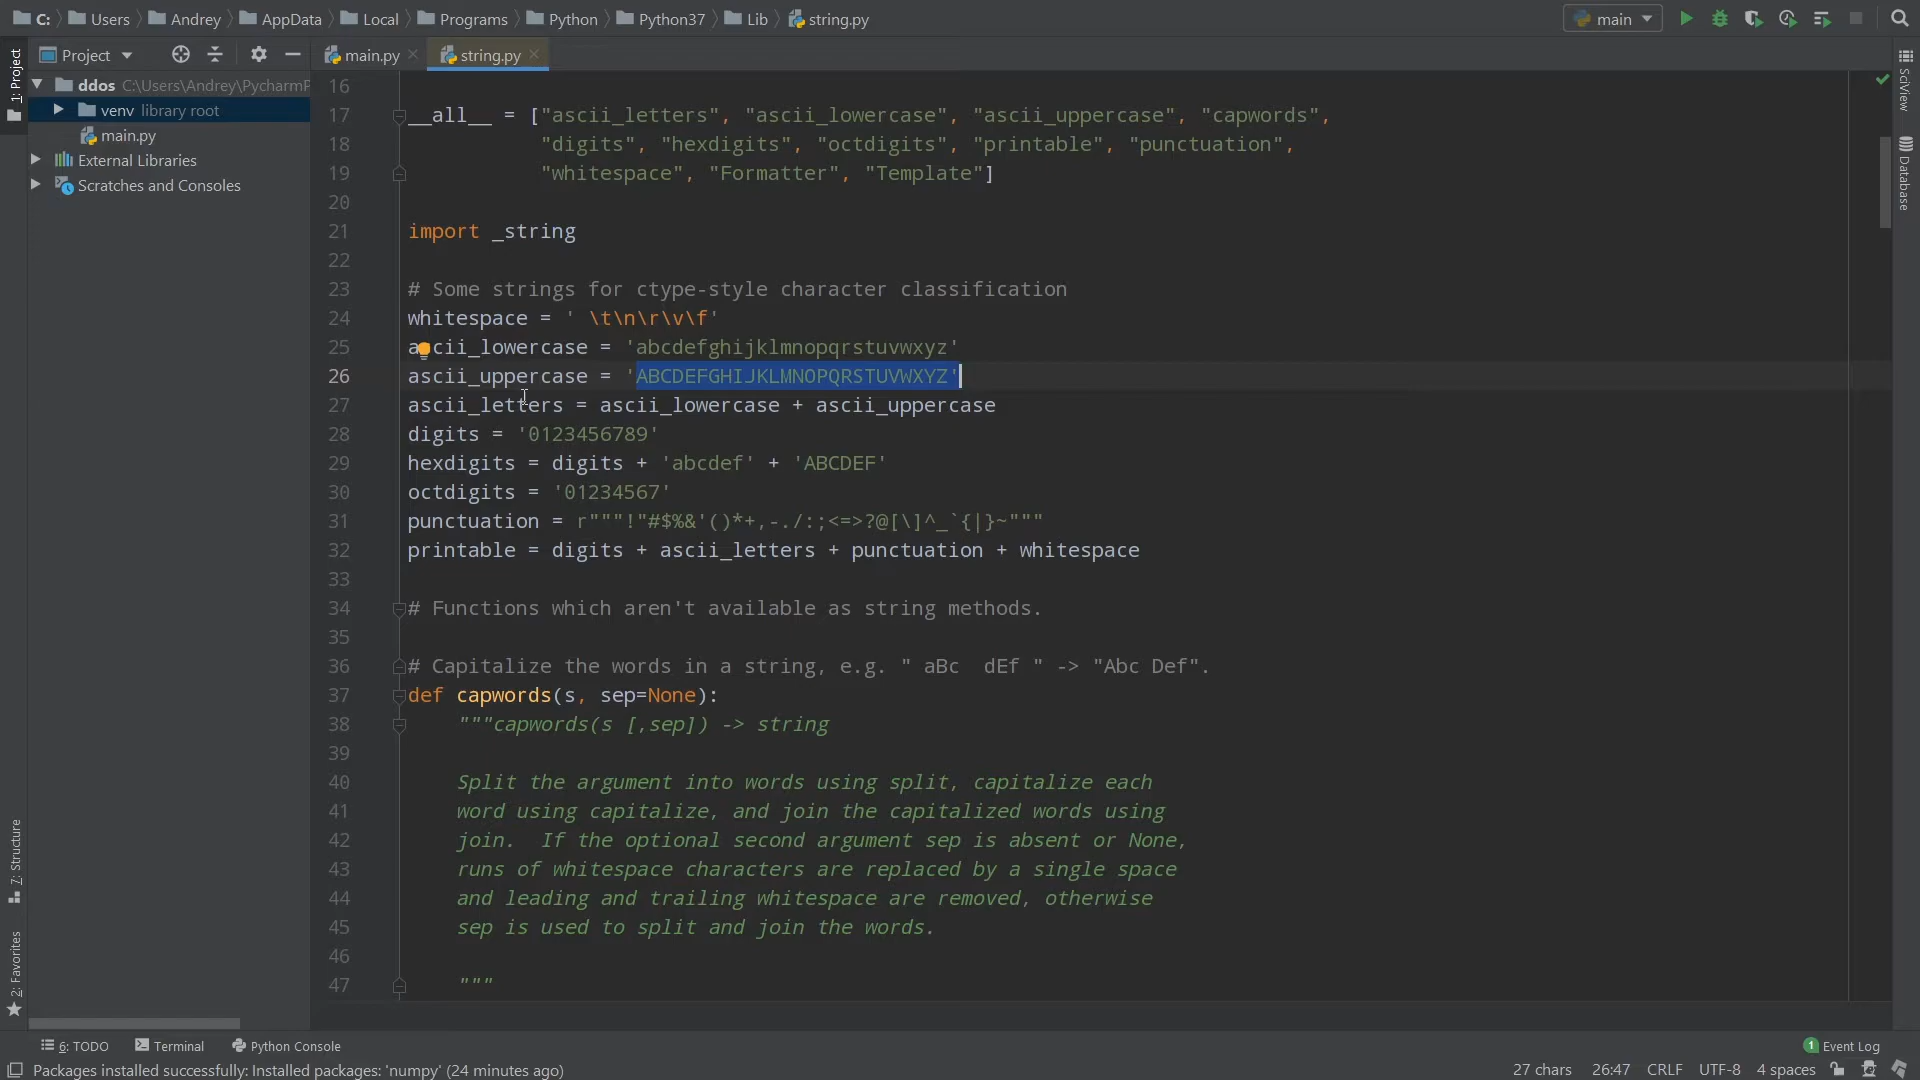 C: Users Andrey AppData Local Programs Python Python37 Lib string.py main
Project main.py string.py
1: Project
ddos C:\Users\Andrey\PycharmP
venv library root
main.py
External Libraries
Scratches and Consoles
16
17 __all__ = ["ascii_letters", "ascii_lowercase", "ascii_uppercase", "capwords",
18 "digits", "hexdigits", "octdigits", "printable", "punctuation",
19 "whitespace", "Formatter", "Template"]
20
21 import _string
22
23 # Some strings for ctype-style character classification
24 whitespace = ' \t\n\r\v\f'
25 ascii_lowercase = 'abcdefghijklmnopqrstuvwxyz'
26 ascii_uppercase = 'ABCDEFGHIJKLMNOPQRSTUVWXYZ'
27 ascii_letters = ascii_lowercase + ascii_uppercase
28 digits = '0123456789'
29 hexdigits = digits + 'abcdef' + 'ABCDEF'
30 octdigits = '01234567'
31 punctuation = r"""!"#$%&'()*+,-./:;<=>?@[\]^_`{|}~"""
32 printable = digits + ascii_letters + punctuation + whitespace
33
34 # Functions which aren't available as string methods.
35
36 # Capitalize the words in a string, e.g. " aBc  dEf " -> "Abc Def".
37 def capwords(s, sep=None):
38 """capwords(s [,sep]) -> string
39
40 Split the argument into words using split, capitalize each
41 word using capitalize, and join the capitalized words using
42 join.  If the optional second argument sep is absent or None,
43 runs of whitespace characters are replaced by a single space
44 and leading and trailing whitespace are removed, otherwise
45 sep is used to split and join the words.
46
47 """
SciView
Database
7: Structure
2: Favorites
6: TODO Terminal Python Console 1 Event Log
Packages installed successfully: Installed packages: 'numpy' (24 minutes ago) 27 chars 26:47 CRLF UTF-8 4 spaces